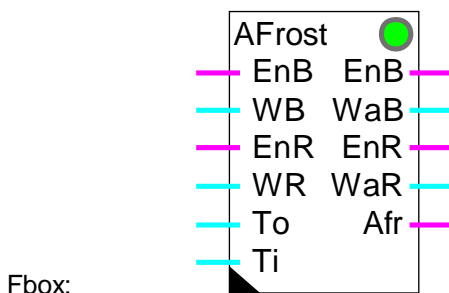 AFrost
EnB EnB
WB WaB
EnR EnR
WR WaR
To Afr
Ti
Fbox: